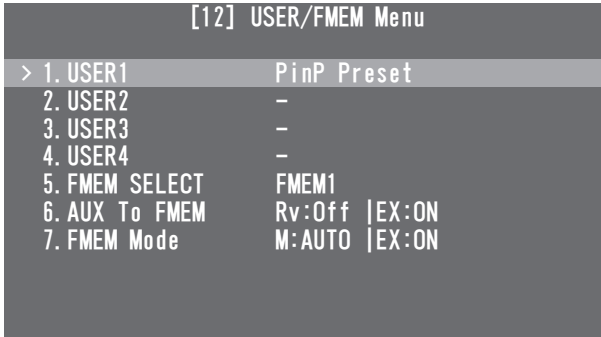 [12] USER/FMEM Menu
> 1. USER1 PinP Preset
2. USER2 –
3. USER3 –
4. USER4 –
5. FMEM SELECT FMEM1
6. AUX To FMEM Rv:Off |EX:ON
7. FMEM Mode M:AUTO |EX:ON